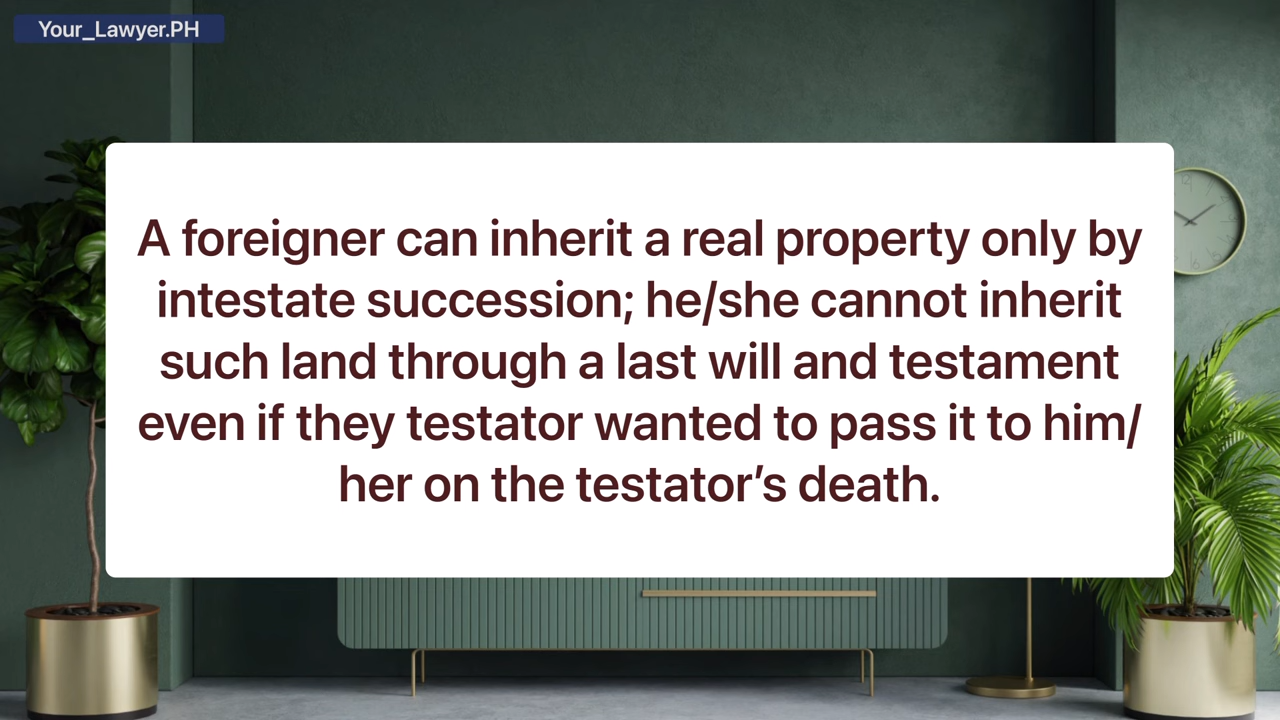 Your_Lawyer.PH
A foreigner can inherit a real property only by
intestate succession; he/she cannot inherit
such land through a last will and testament
even if they testator wanted to pass it to him/
her on the testator’s death.